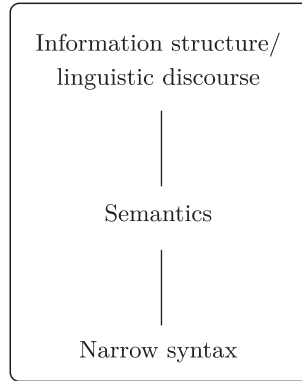 Information structure/
linguistic discourse
Semantics
Narrow syntax